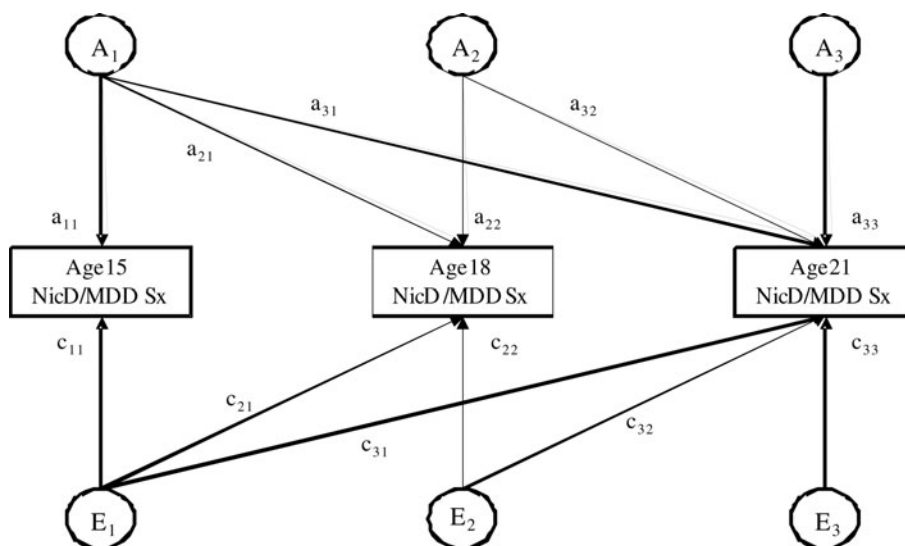 A1 A2 A3
a31 a32
a21
a11 a22 a33
Age15 Age18 Age21
NicD/MDD Sx NicD/MDD Sx NicD/MDD Sx
c11 c22 c33
c21 c32
c31
E1 E2 E3